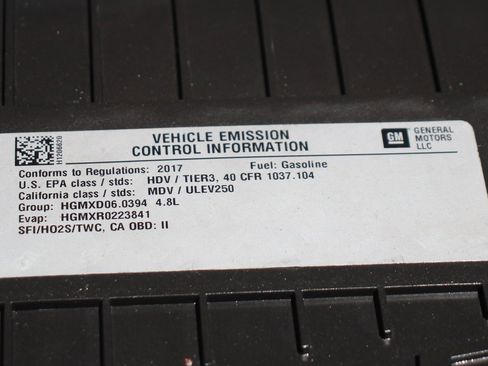 VEHICLE EMISSION
CONTROL INFORMATION
GM
GENERAL
MOTORS
LLC
H1206620
Conforms to Regulations: 2017 Fuel: Gasoline
U.S. EPA class / stds: HDV / TIER3, 40 CFR 1037.104
California class / stds: MDV / ULEV250
Group: HGMXD06.0394 4.8L
Evap: HGMXR0223841
SFI/HO2S/TWC, CA OBD: II